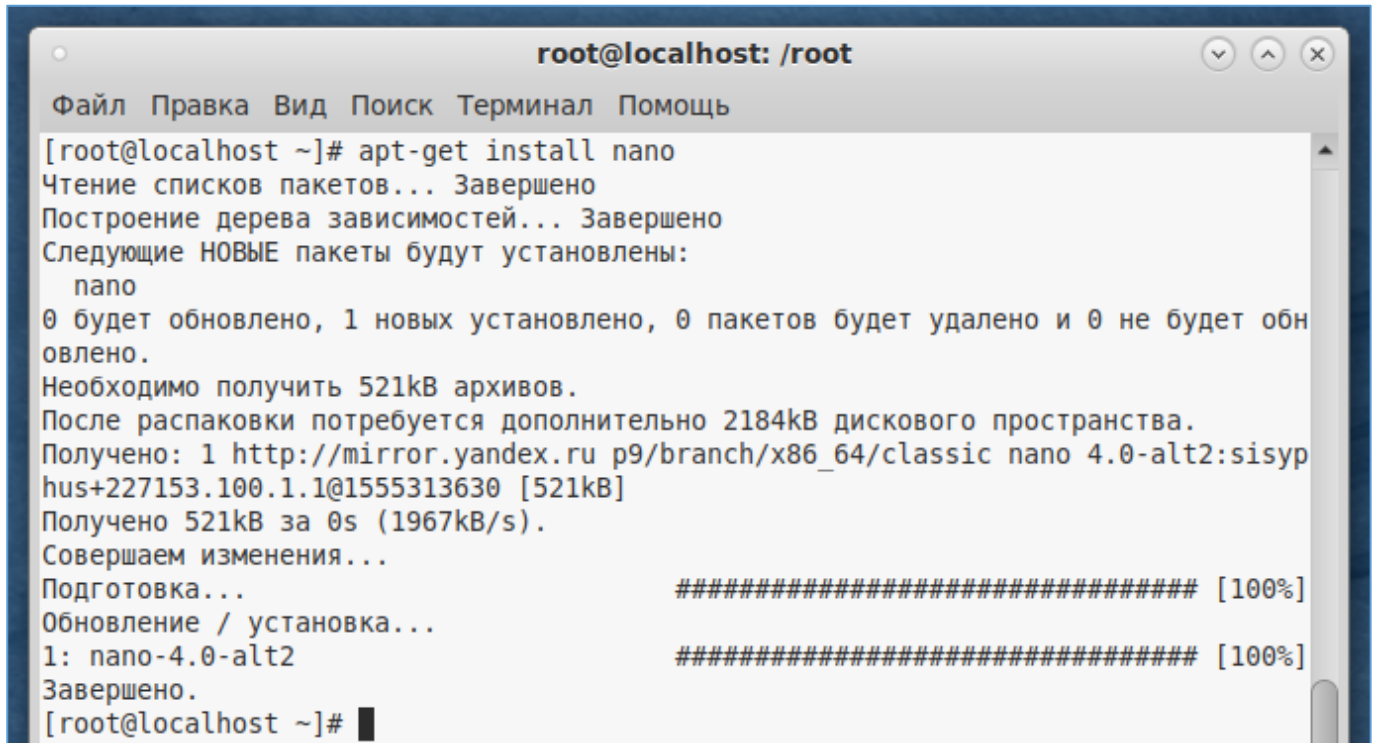 root@localhost: /root
Файл Правка Вид Поиск Терминал Помощь
[root@localhost ~]# apt-get install nano
Чтение списков пакетов... Завершено
Построение дерева зависимостей... Завершено
Следующие НОВЫЕ пакеты будут установлены:
  nano
0 будет обновлено, 1 новых установлено, 0 пакетов будет удалено и 0 не будет обн
овлено.
Необходимо получить 521kB архивов.
После распаковки потребуется дополнительно 2184kB дискового пространства.
Получено: 1 http://mirror.yandex.ru p9/branch/x86_64/classic nano 4.0-alt2:sisyp
hus+227153.100.1.1@1555313630 [521kB]
Получено 521kB за 0s (1967kB/s).
Совершаем изменения...
Подготовка... ################################# [100%]
Обновление / установка...
1: nano-4.0-alt2 ################################# [100%]
Завершено.
[root@localhost ~]#